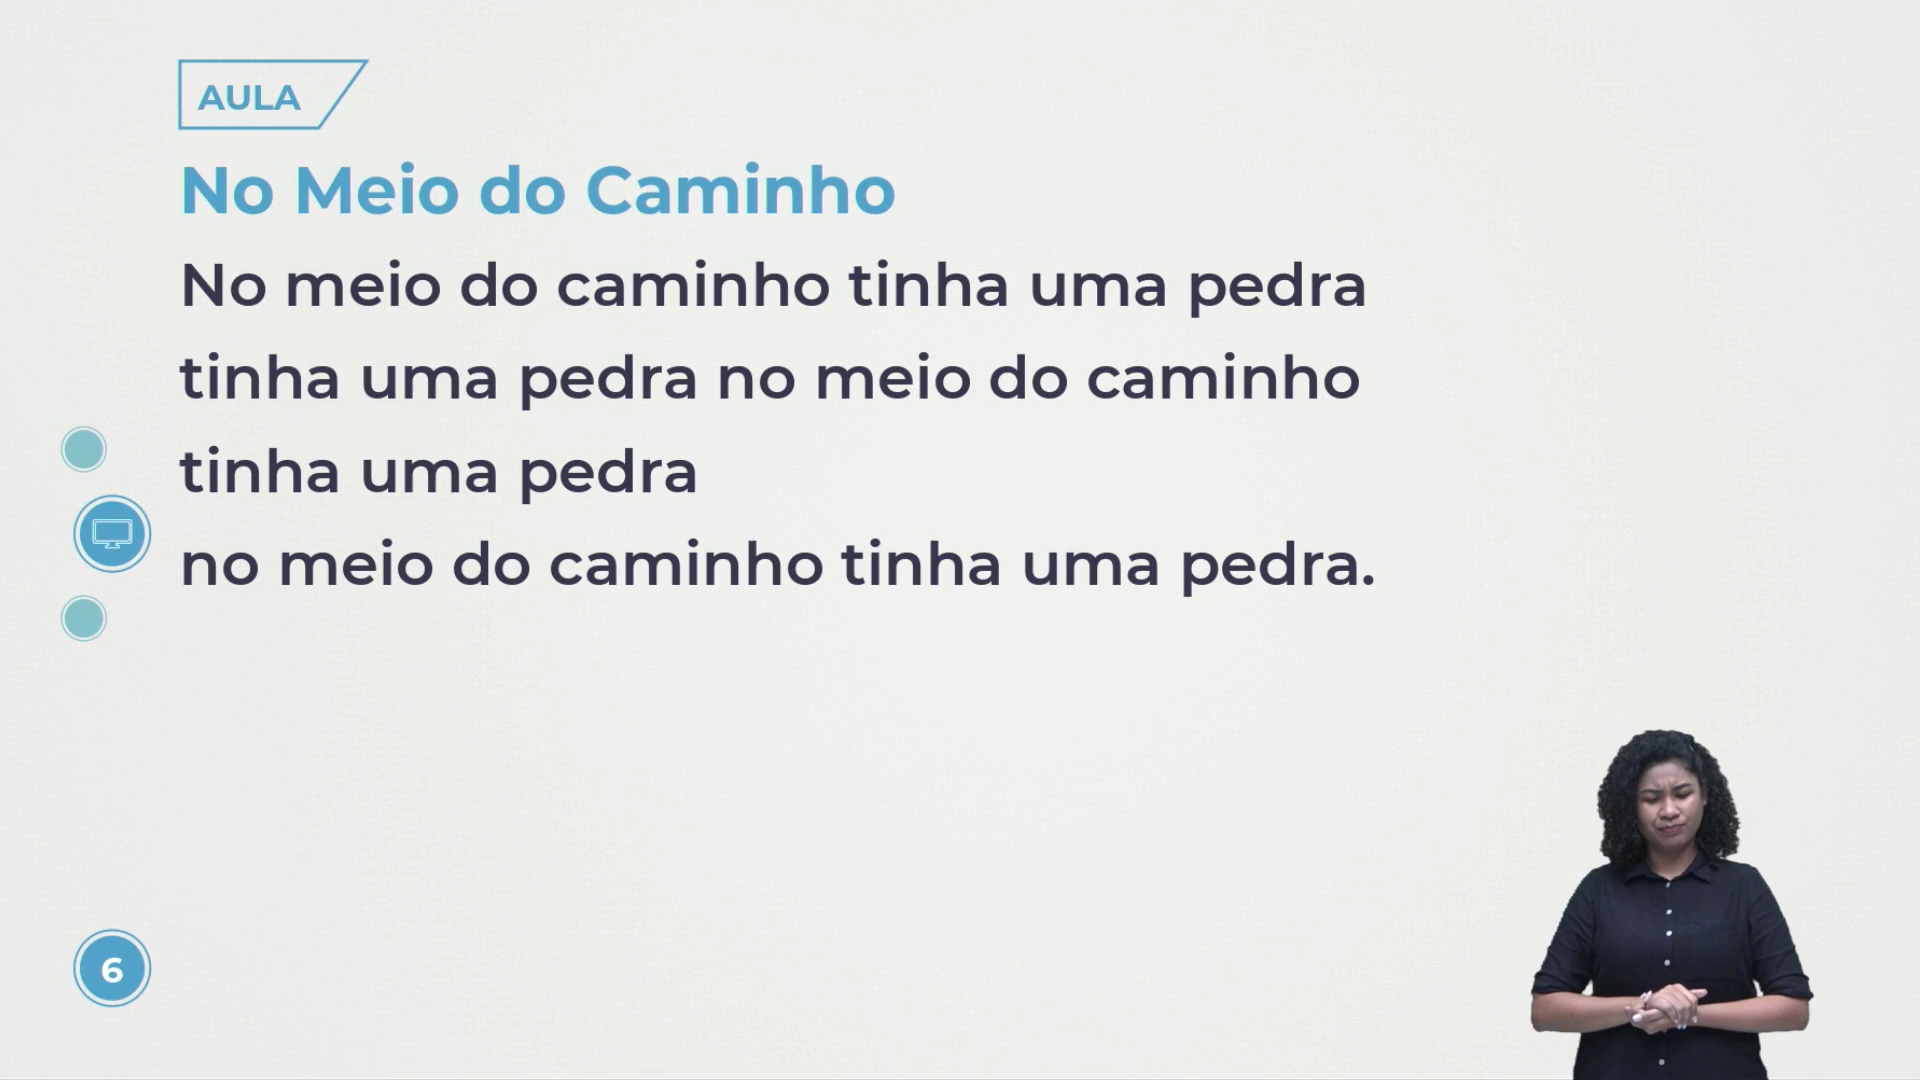 AULA
No Meio do Caminho
No meio do caminho tinha uma pedra
tinha uma pedra no meio do caminho
tinha uma pedra
no meio do caminho tinha uma pedra.
6